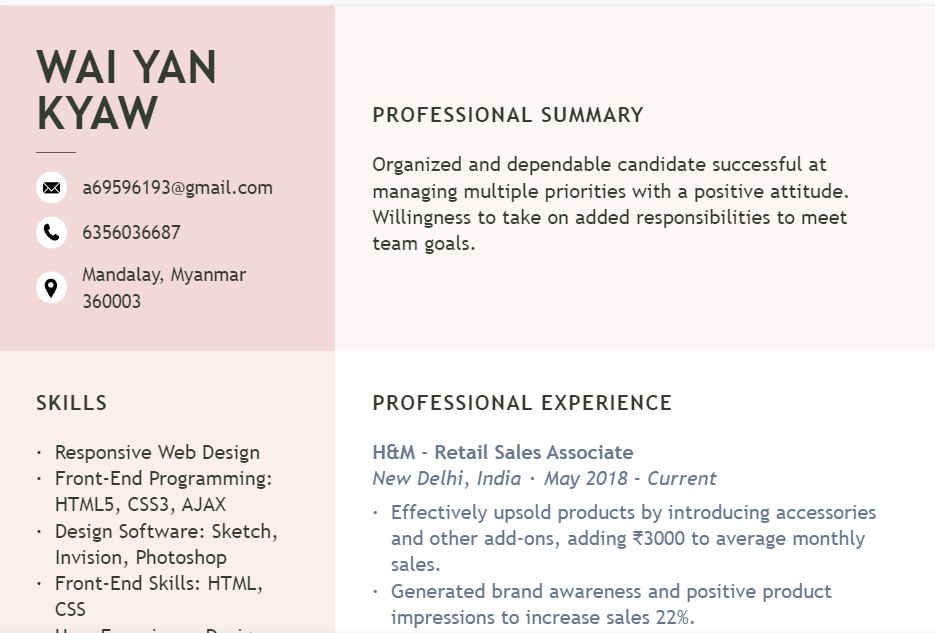 WAI YAN
KYAW
a69596193@gmail.com
6356036687
Mandalay, Myanmar
360003
PROFESSIONAL SUMMARY
Organized and dependable candidate successful at
managing multiple priorities with a positive attitude.
Willingness to take on added responsibilities to meet
team goals.
SKILLS
· Responsive Web Design
· Front-End Programming:
HTML5, CSS3, AJAX
· Design Software: Sketch,
Invision, Photoshop
· Front-End Skills: HTML,
CSS
PROFESSIONAL EXPERIENCE
H&M - Retail Sales Associate
New Delhi, India · May 2018 - Current
· Effectively upsold products by introducing accessories
and other add-ons, adding ₹3000 to average monthly
sales.
· Generated brand awareness and positive product
impressions to increase sales 22%.